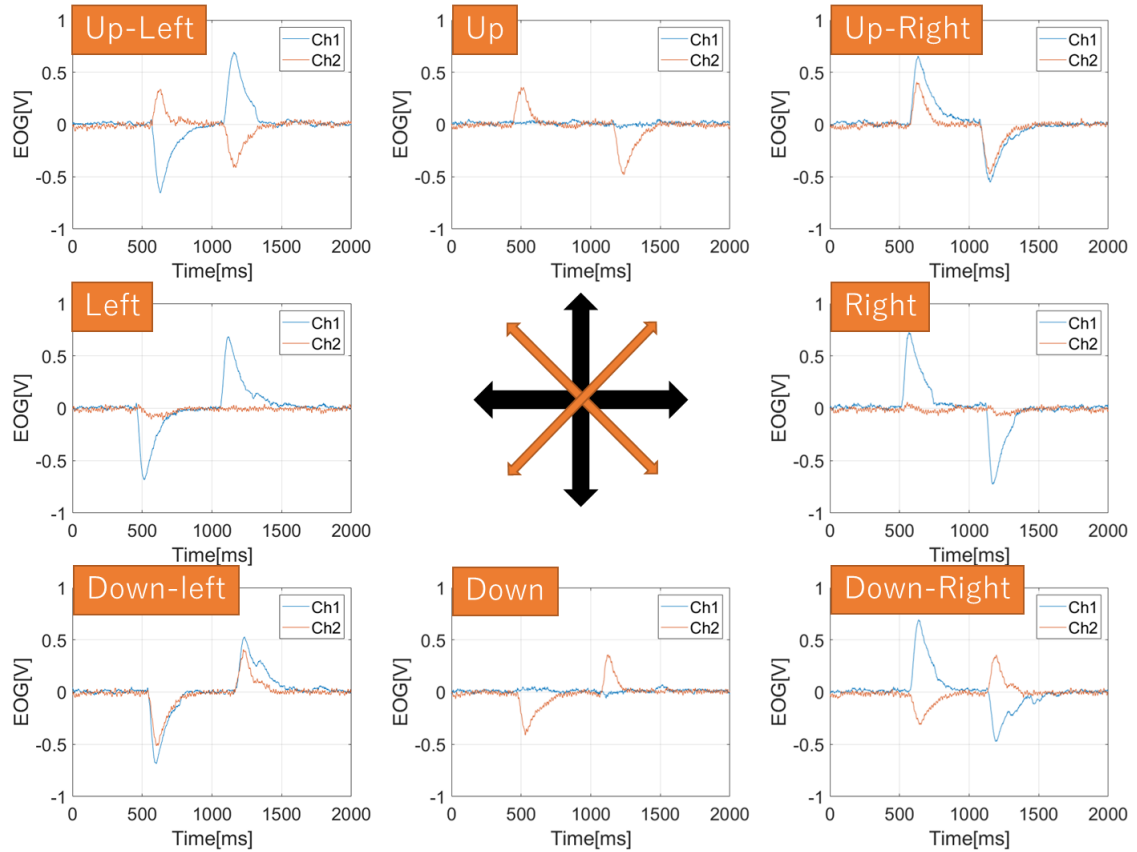 Up-Left
Ch1
Ch2
1
0.5
0
-0.5
-1
EOG[V]
0 500 1000 1500 2000
Time[ms]
Up
Ch1
Ch2
1
0.5
0
-0.5
-1
EOG[V]
0 500 1000 1500 2000
Time[ms]
Up-Right
Ch1
Ch2
1
0.5
0
-0.5
-1
EOG[V]
0 500 1000 1500 2000
Time[ms]
Left
Ch1
Ch2
1
0.5
0
-0.5
-1
EOG[V]
0 500 1000 1500 2000
Time[ms]
Right
Ch1
Ch2
1
0.5
0
-0.5
-1
EOG[V]
0 500 1000 1500 2000
Time[ms]
Down-left
Ch1
Ch2
1
0.5
0
-0.5
-1
EOG[V]
0 500 1000 1500 2000
Time[ms]
Down
Ch1
Ch2
1
0.5
0
-0.5
-1
EOG[V]
0 500 1000 1500 2000
Time[ms]
Down-Right
Ch1
Ch2
1
0.5
0
-0.5
-1
EOG[V]
0 500 1000 1500 2000
Time[ms]